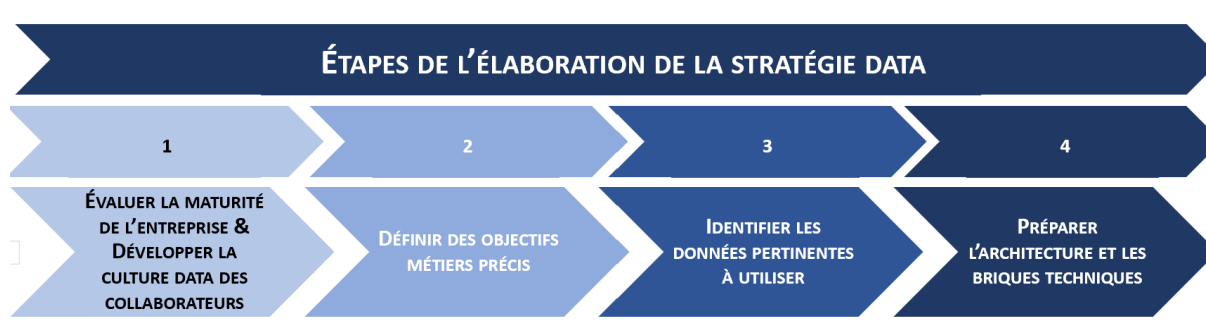 ÉTAPES DE L'ÉLABORATION DE LA STRATÉGIE DATA
1
2
3
4
ÉVALUER LA MATURITÉ
DE L'ENTREPRISE &
DÉVELOPPER LA
CULTURE DATA DES
COLLABORATEURS
DÉFINIR DES OBJECTIFS
MÉTIERS PRÉCIS
IDENTIFIER LES
DONNÉES PERTINENTES
À UTILISER
PRÉPARER
L'ARCHITECTURE ET LES
BRIQUES TECHNIQUES